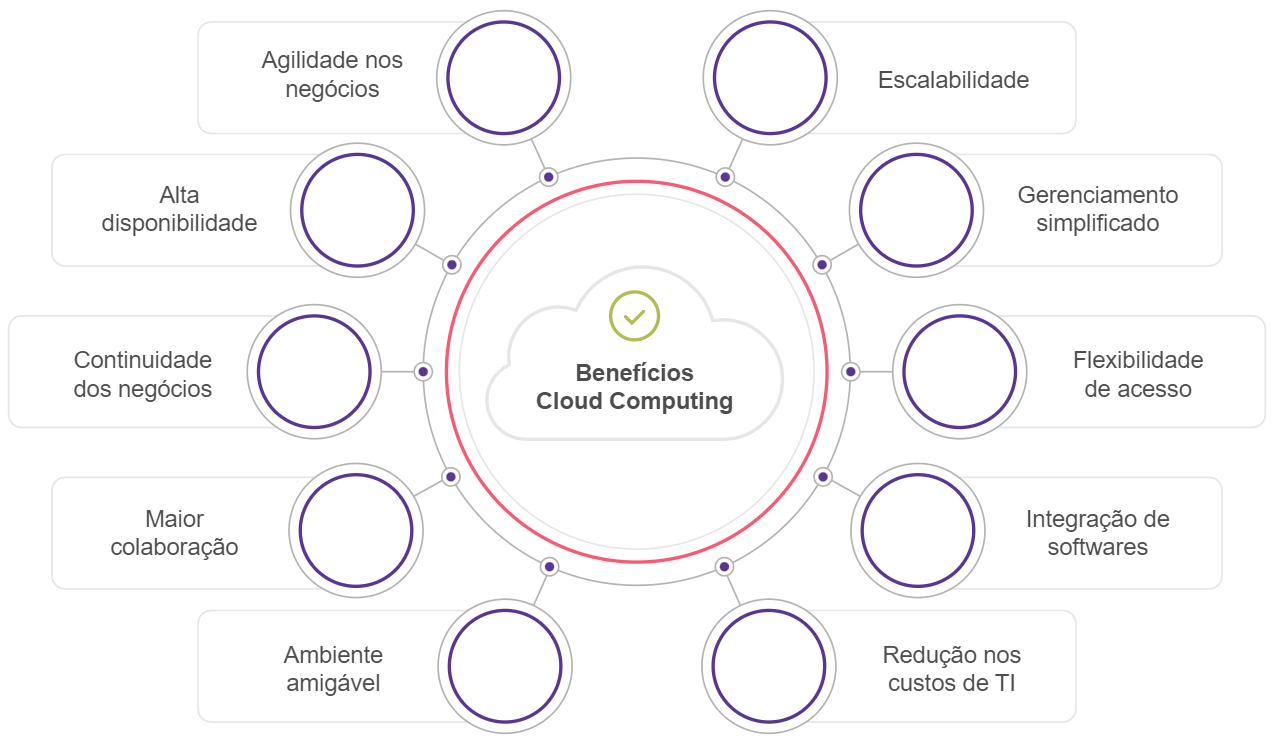 Agilidade nos
negócios
Escalabilidade
Alta
disponibilidade
Gerenciamento
simplificado
Continuidade
dos negócios
Benefícios
Cloud Computing
Flexibilidade
de acesso
Maior
colaboração
Integração de
softwares
Ambiente
amigável
Redução nos
custos de TI